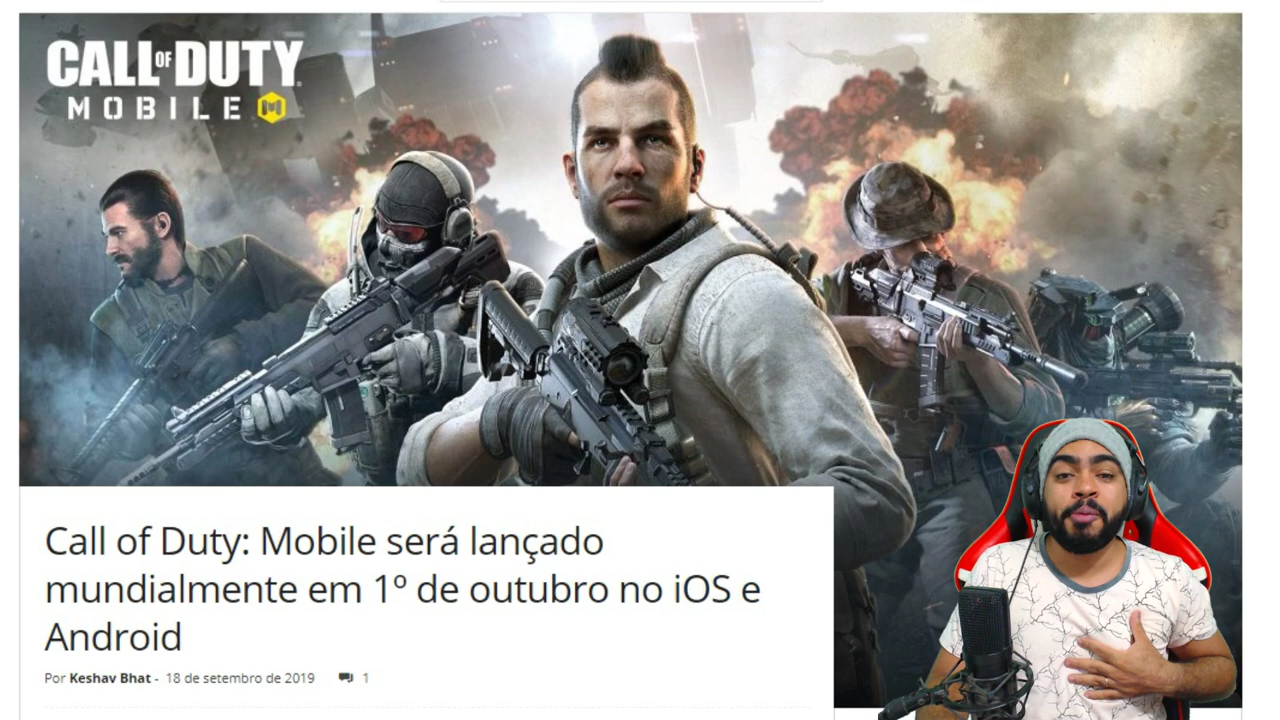 CALL OF DUTY
MOBILE
Call of Duty: Mobile será lançado
mundialmente em 1º de outubro no iOS e
Android
Por Keshav Bhat - 18 de setembro de 2019 1